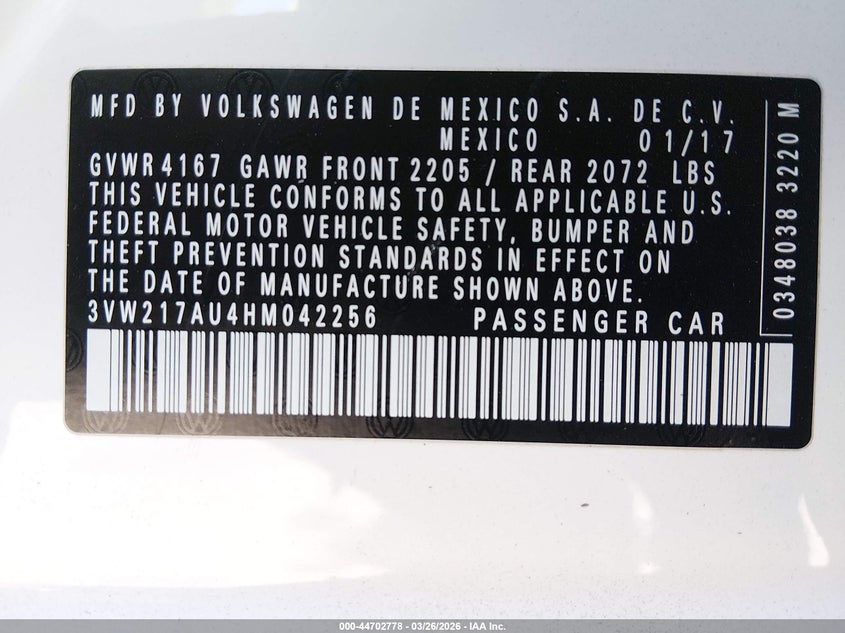 MFD BY VOLKSWAGEN DE MEXICO S.A. DE C.V.
MEXICO 01/17
GVWR 4167 GAWR FRONT 2205 / REAR 2072 LBS
THIS VEHICLE CONFORMS TO ALL APPLICABLE U.S.
FEDERAL MOTOR VEHICLE SAFETY, BUMPER AND
THEFT PREVENTION STANDARDS IN EFFECT ON
THE DATE OF MANUFACTURE SHOWN ABOVE.
3VW217AU4HM042256 PASSENGER CAR
0348038 3220 M
000-44702778 - 03/26/2026 - IAA Inc.